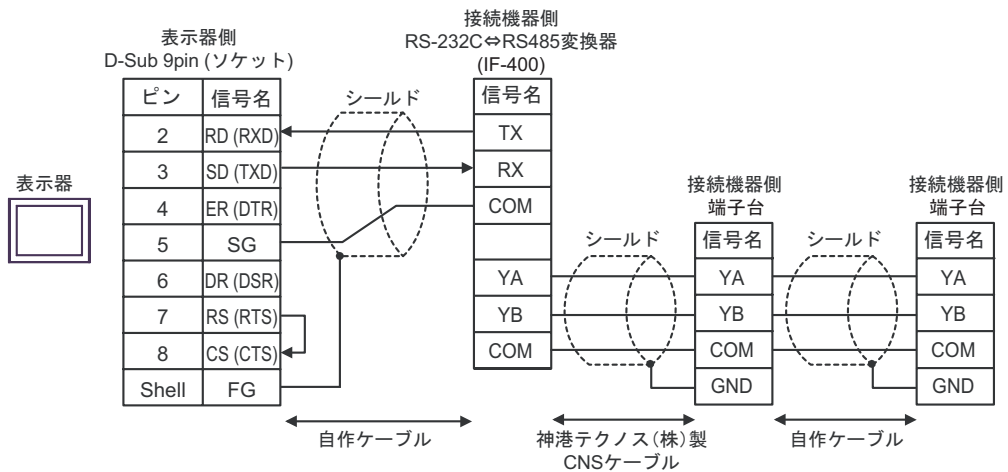 表示器
表示器側
D-Sub 9pin (ソケット)
ピン 信号名
2 RD (RXD)
3 SD (TXD)
4 ER (DTR)
5 SG
6 DR (DSR)
7 RS (RTS)
8 CS (CTS)
Shell FG
シールド
自作ケーブル
接続機器側
RS-232C⇔RS485変換器
(IF-400)
信号名
TX
RX
COM
YA
YB
COM
シールド
神港テクノス(株)製
CNSケーブル
接続機器側
端子台
信号名
YA
YB
COM
GND
シールド
自作ケーブル
接続機器側
端子台
信号名
YA
YB
COM
GND